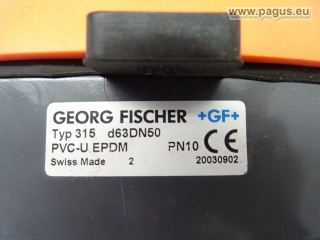 www.pagus.eu
GEORG FISCHER +GF+
Typ 315 d63DN50
PVC-U EPDM PN10 CE
Swiss Made 2 20030902